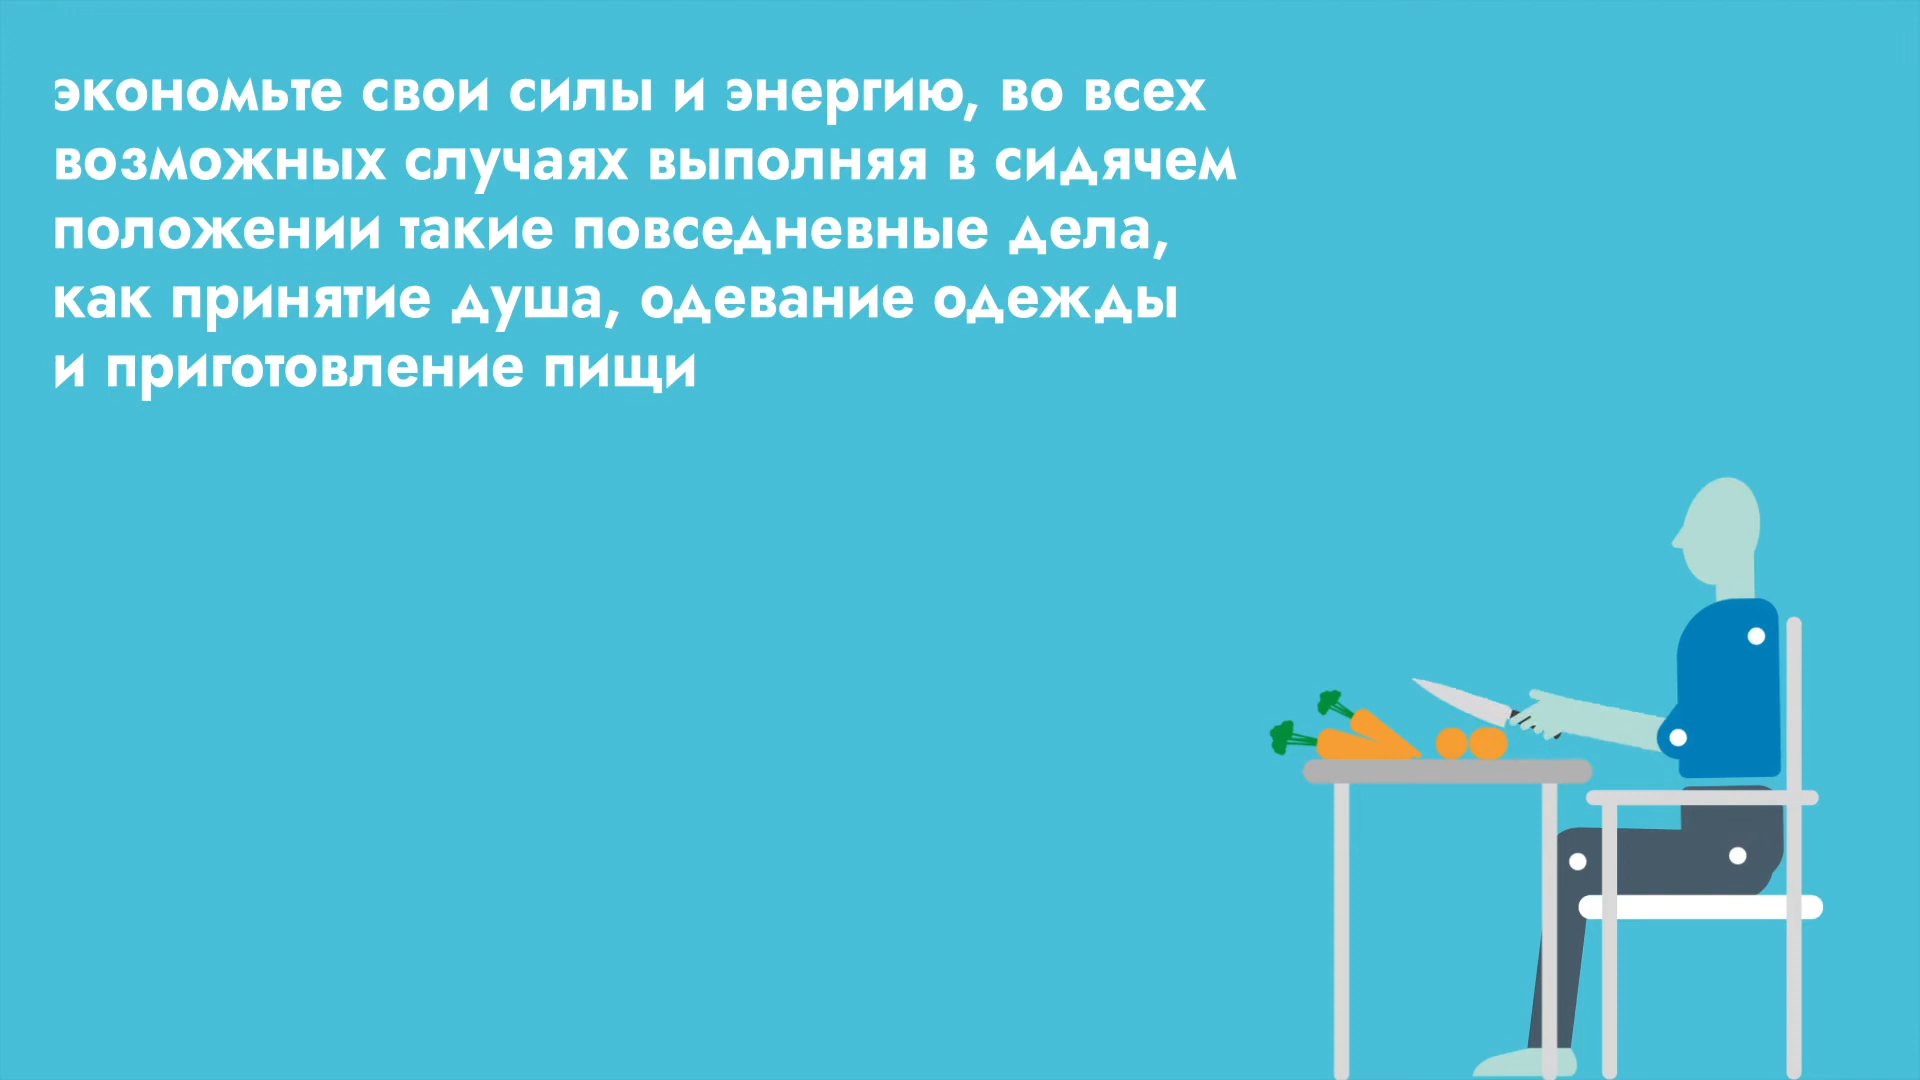 экономьте свои силы и энергию, во всех
возможных случаях выполняя в сидячем
положении такие повседневные дела,
как принятие душа, одевание одежды
и приготовление пищи